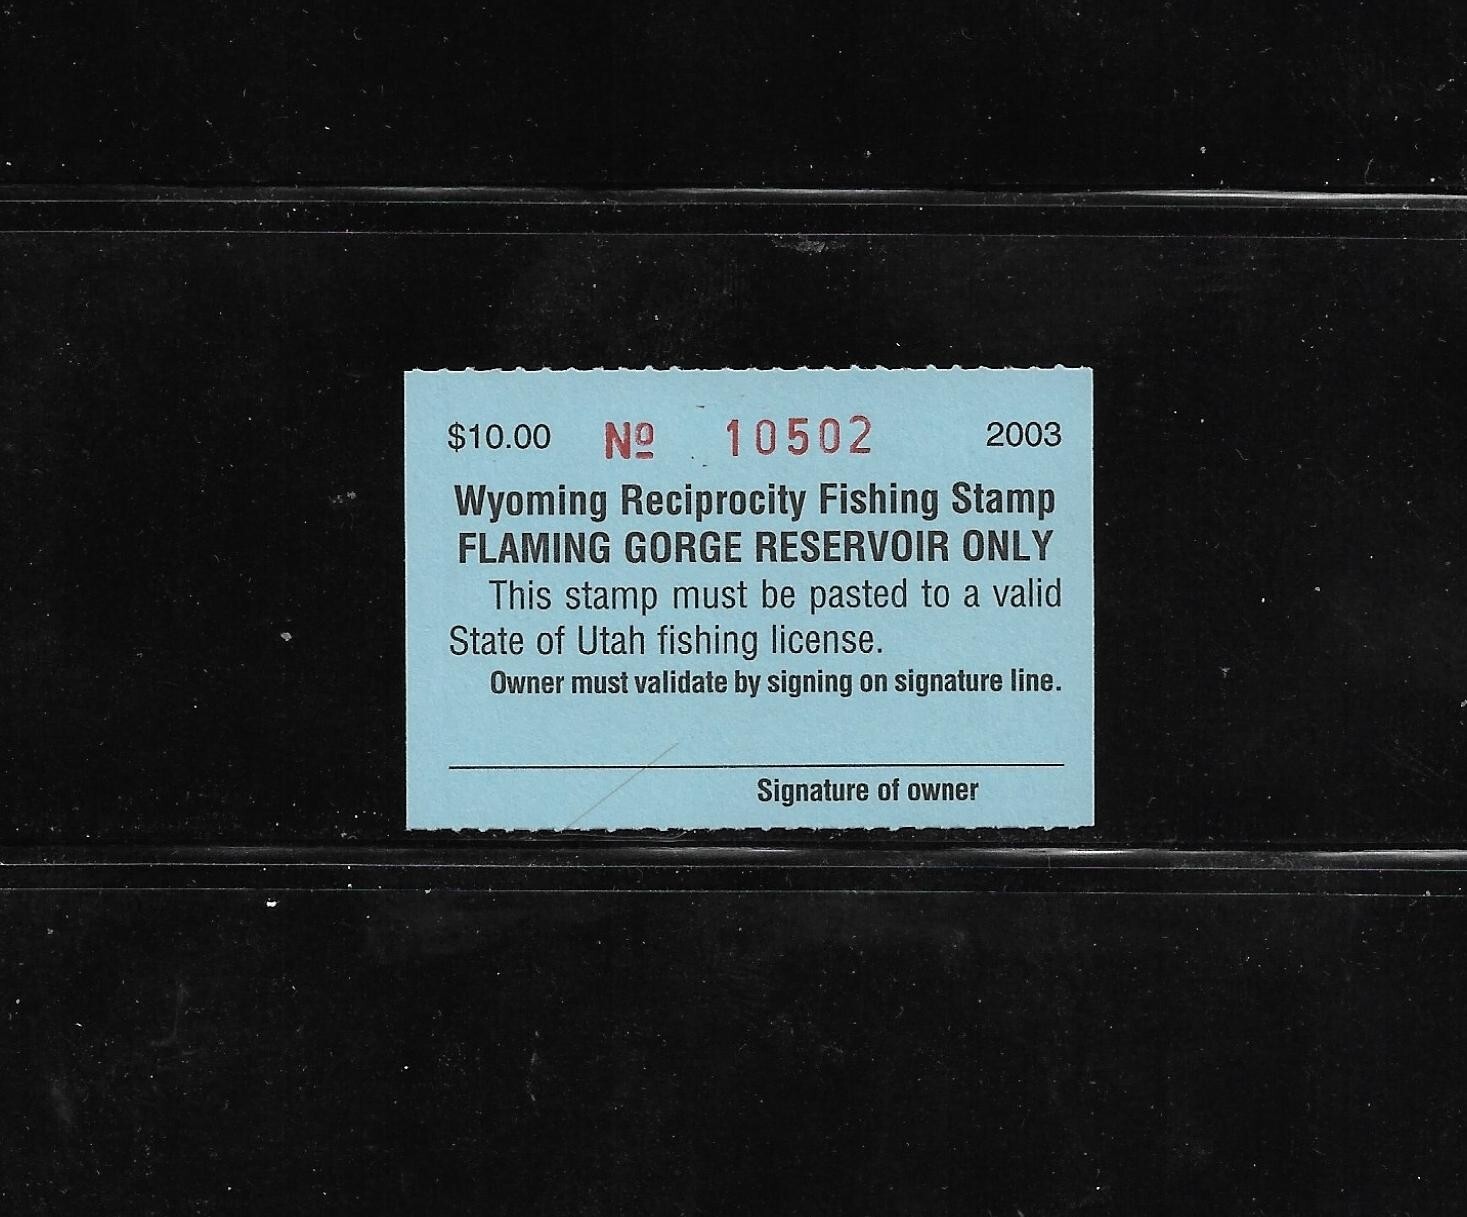 $10.00 Nº 10502 2003
Wyoming Reciprocity Fishing Stamp
FLAMING GORGE RESERVOIR ONLY
This stamp must be pasted to a valid
State of Utah fishing license.
Owner must validate by signing on signature line.
Signature of owner